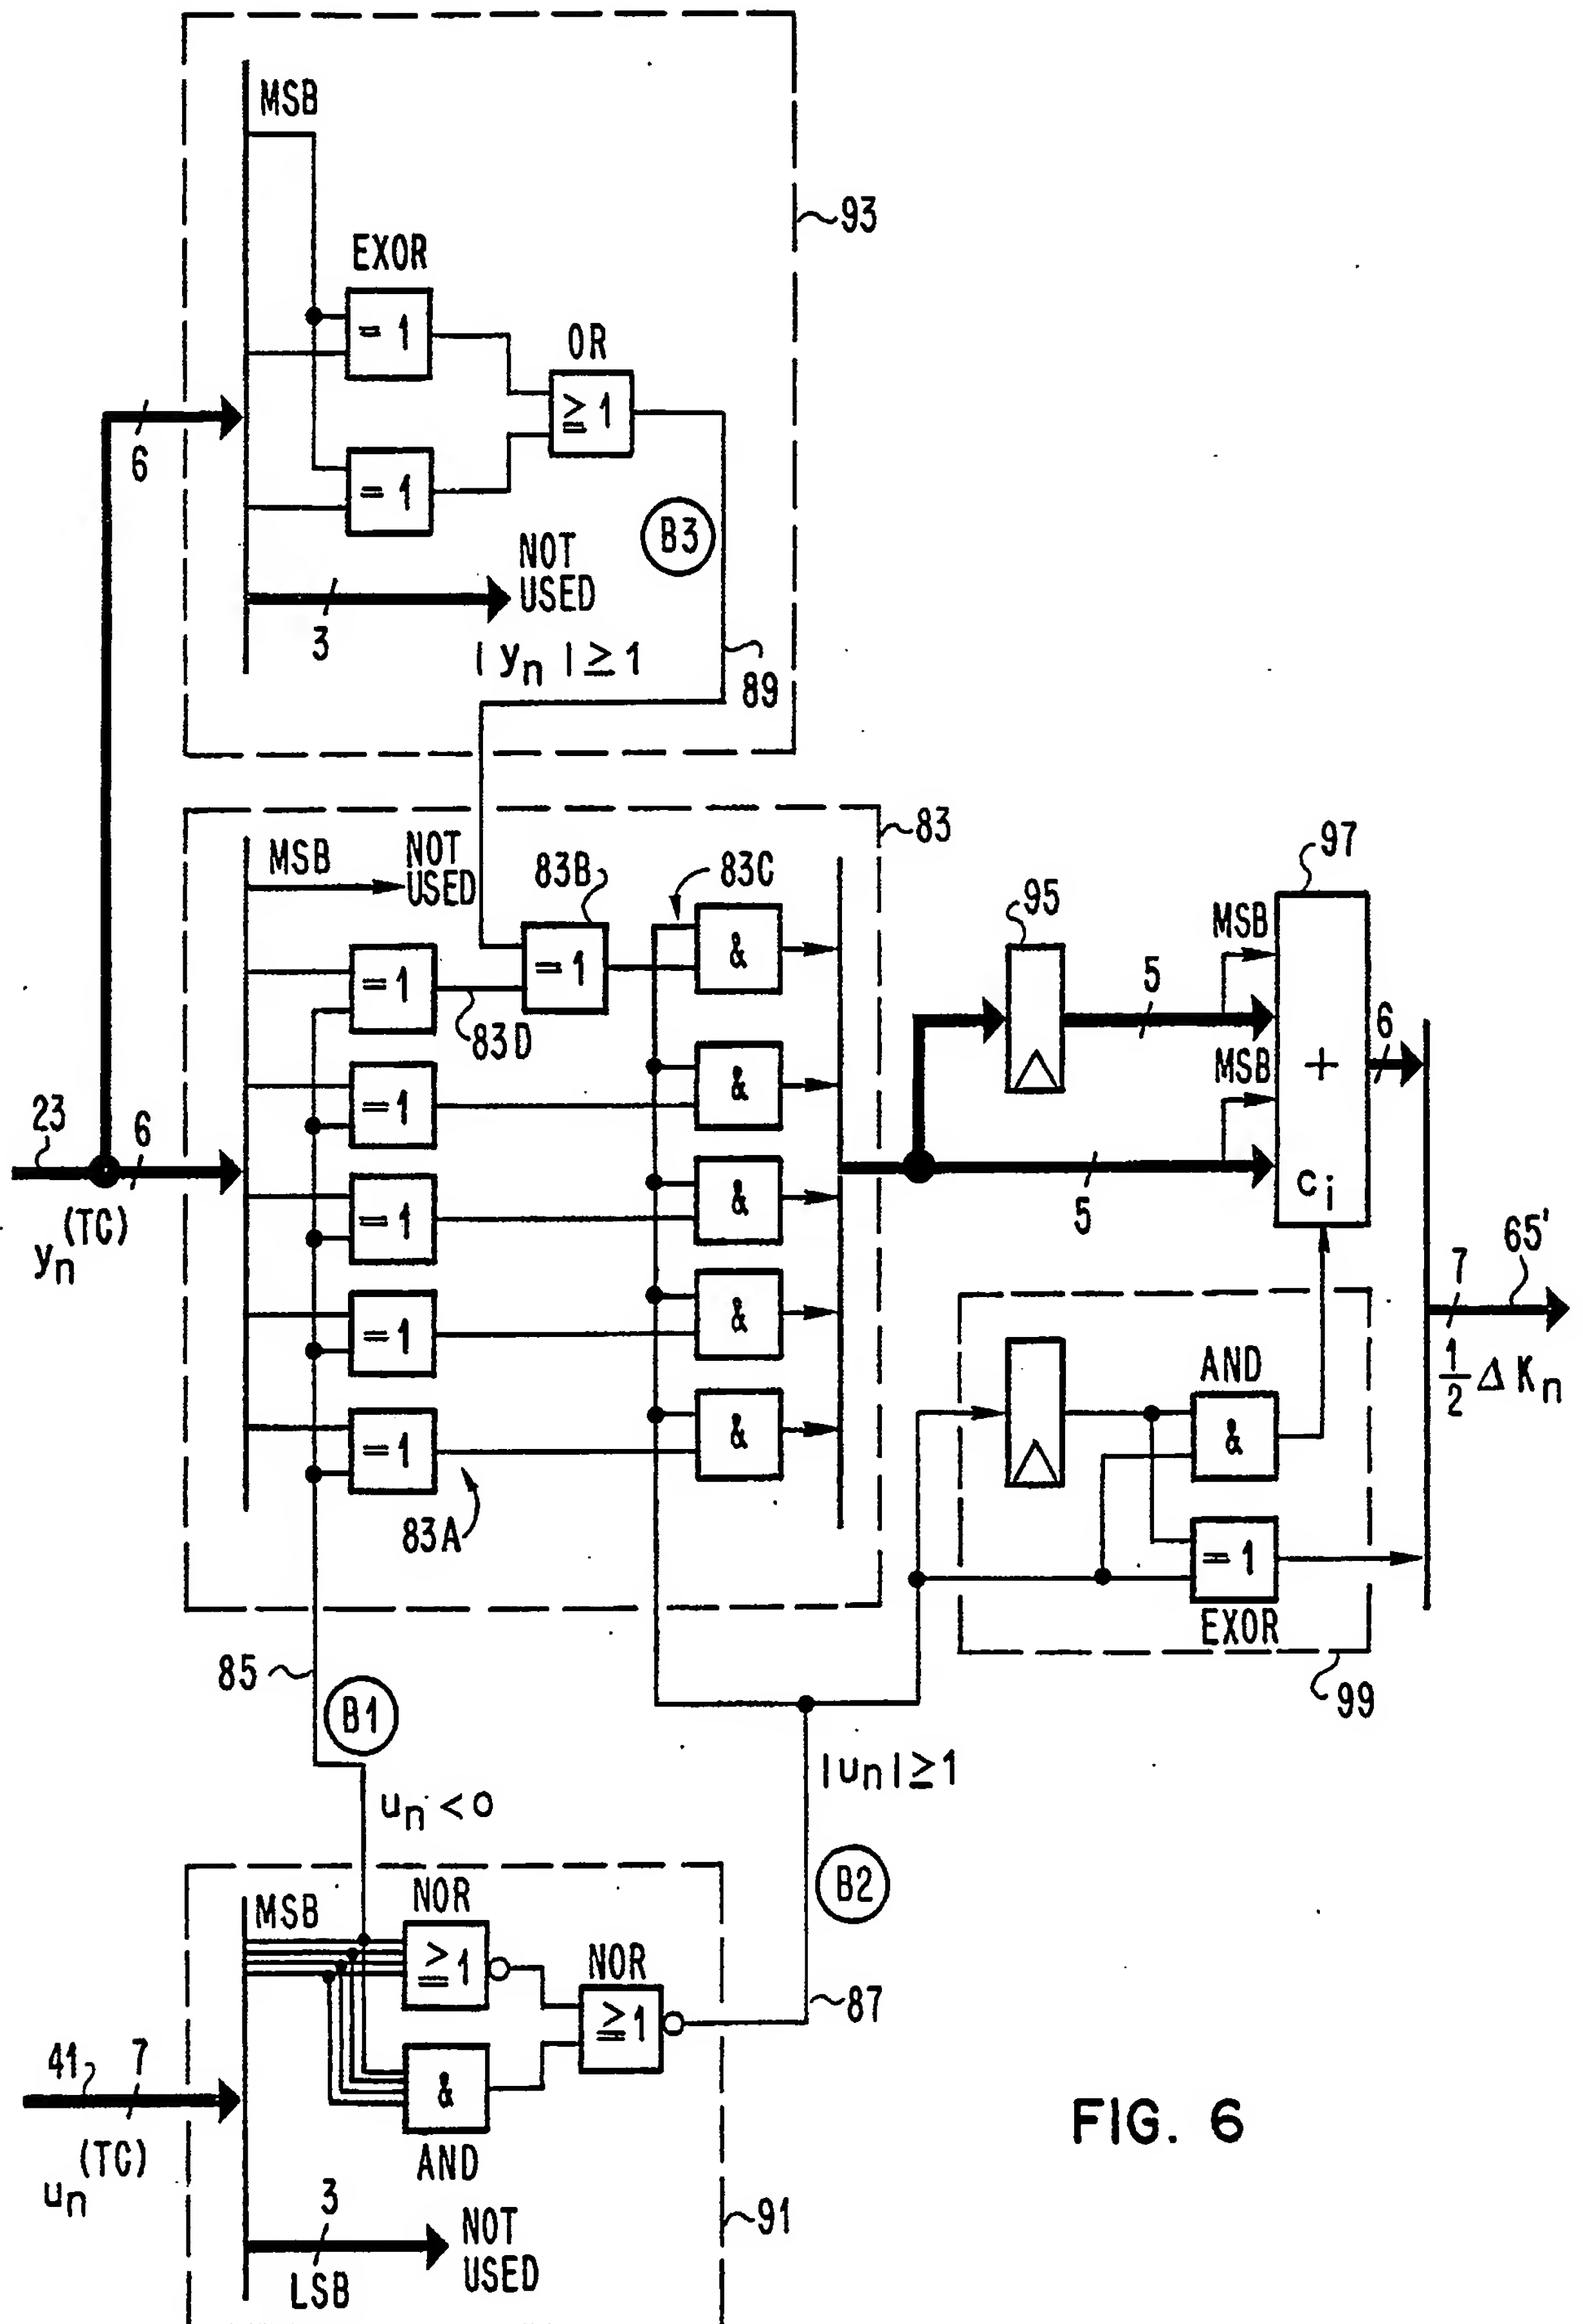 MSB
93
EXOR
= 1
OR
≥ 1
6
= 1
B3
NOT
USED
3
| yn | ≥ 1
89
83
MSB
NOT
USED
83B
83C
97
95
MSB
= 1
= 1
&
5
6
83D
MSB
= 1
&
+
23
6
(TC)
yn
= 1
&
5
ci
65'
7
= 1
&
AND
1/2 Δ Kn
= 1
&
&
83A
= 1
EXOR
85
99
B1
|un| ≥ 1
un < 0
B2
MSB
NOR
≥ 1
NOR
≥ 1
87
41
7
&
(TC)
un
AND
FIG. 6
3
NOT
USED
91
LSB